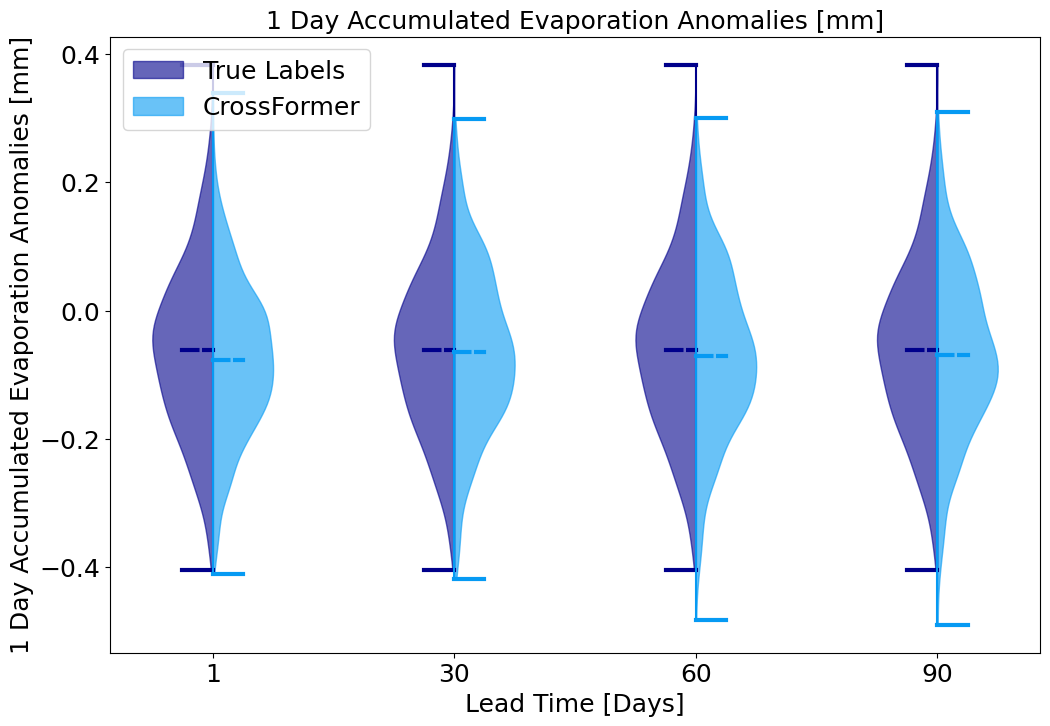 1 Day Accumulated Evaporation Anomalies [mm]
True Labels
CrossFormer
1 Day Accumulated Evaporation Anomalies [mm]
0.4
0.2
0.0
−0.2
−0.4
1 30 60 90
Lead Time [Days]